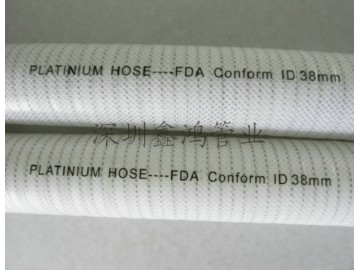 PLATINIUM HOSE----FDA Conform ID 38mm
深圳鑫鸿管业
PLATINIUM HOSE----FDA Conform ID 38mm